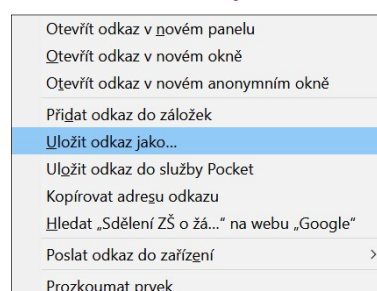 Otevřít odkaz v novém panelu
Otevřít odkaz v novém okně
Otevřít odkaz v novém anonymním okně
Přidat odkaz do záložek
Uložit odkaz jako...
Uložit odkaz do služby Pocket
Kopírovat adresu odkazu
Hledat „Sdělení ZŠ o žá..." na webu „Google"
Poslat odkaz do zařízení
Prozkoumat prvek